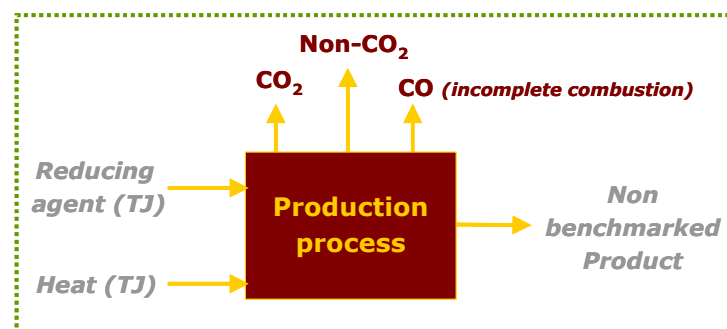 Non-CO₂
CO₂
CO (incomplete combustion)
Reducing
agent (TJ)
Production
process
Non
benchmarked
Product
Heat (TJ)